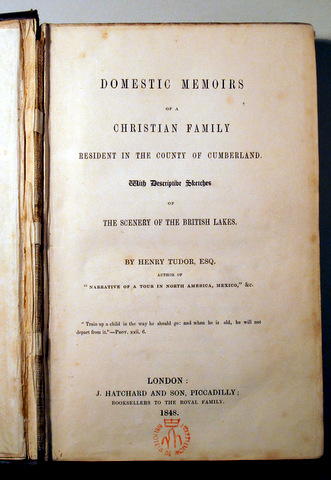 DOMESTIC MEMOIRS
OF A
CHRISTIAN FAMILY
RESIDENT IN THE COUNTY OF CUMBERLAND.
With Descriptive Sketches
OF
THE SCENERY OF THE BRITISH LAKES.
BY HENRY TUDOR, ESQ.
AUTHOR OF
"NARRATIVE OF A TOUR IN NORTH AMERICA, MEXICO," &c.
"Train up a child in the way he should go: and when he is old, he will not
depart from it."—PROV. xxii. 6.
LONDON:
J. HATCHARD AND SON, PICCADILLY;
BOOKSELLERS TO THE ROYAL FAMILY.
1848.